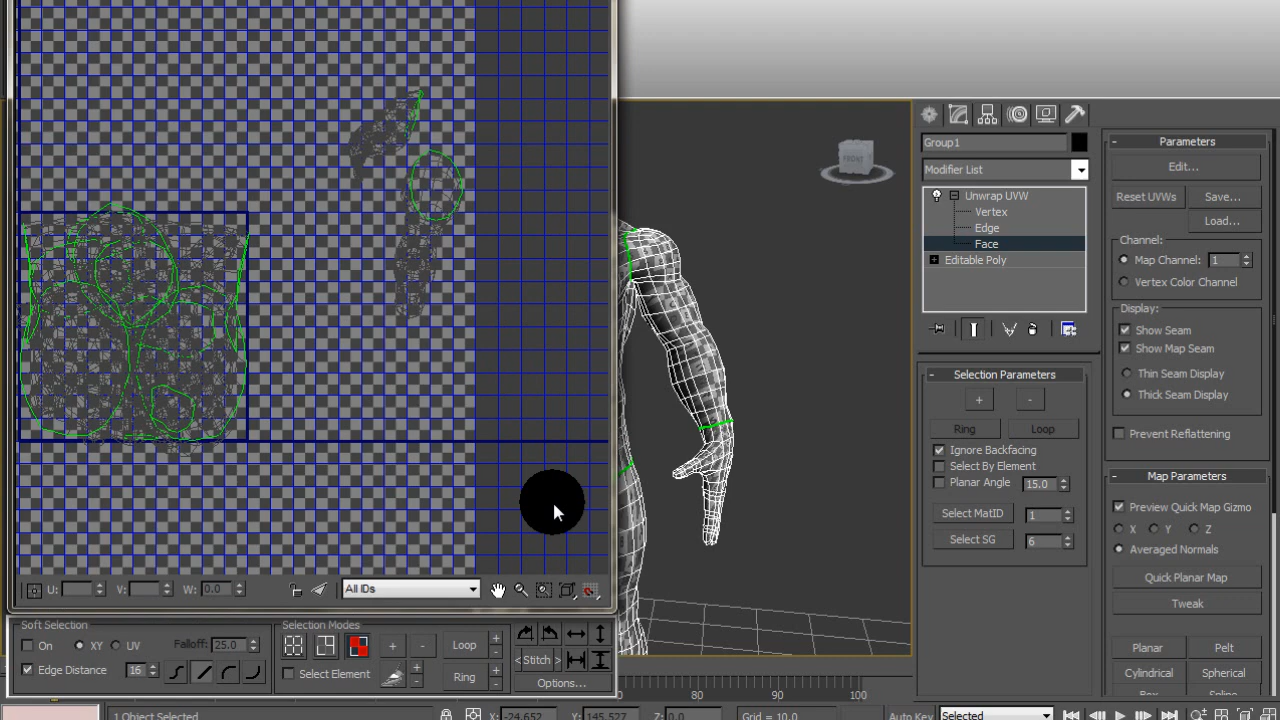 FRONT
Group1
Modifier List
Unwrap UVW
Vertex
Edge
Face
Editable Poly
Selection Parameters
+
-
Ring
Loop
Ignore Backfacing
Select By Element
Planar Angle
15.0
Select MatID
1
Select SG
6
Parameters
Edit...
Reset UVWs
Save...
Load...
Channel:
Map Channel:
1
Vertex Color Channel
Display:
Show Seam
Show Map Seam
Thin Seam Display
Thick Seam Display
Prevent Reflattening
Map Parameters
Preview Quick Map Gizmo
X Y Z
Averaged Normals
Quick Planar Map
Tweak
Planar
Pelt
Cylindrical
Spherical
Box
Spline
U:
V:
W: 0.0
All IDs
Soft Selection
On
XY
UV
Falloff: 25.0
Edge Distance
16
Selection Modes
+
-
Loop
+
-
Select Element
+
-
Ring
+
-
<Stitch >
Options...
80
90
100
1 Object Selected
X: -24.652
Y: 145.527
Z: 0.0
Grid = 10.0
Auto Key
Selected